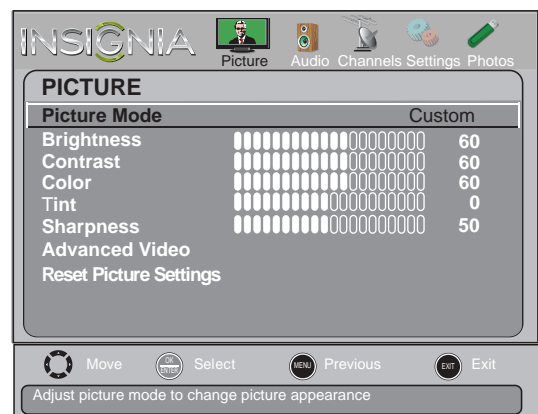 INSIGNIA
Picture Audio Channels Settings Photos
PICTURE
Picture Mode Custom
Brightness 60
Contrast 60
Color 60
Tint 0
Sharpness 50
Advanced Video
Reset Picture Settings
Move OK ENTER Select MENU Previous EXIT Exit
Adjust picture mode to change picture appearance